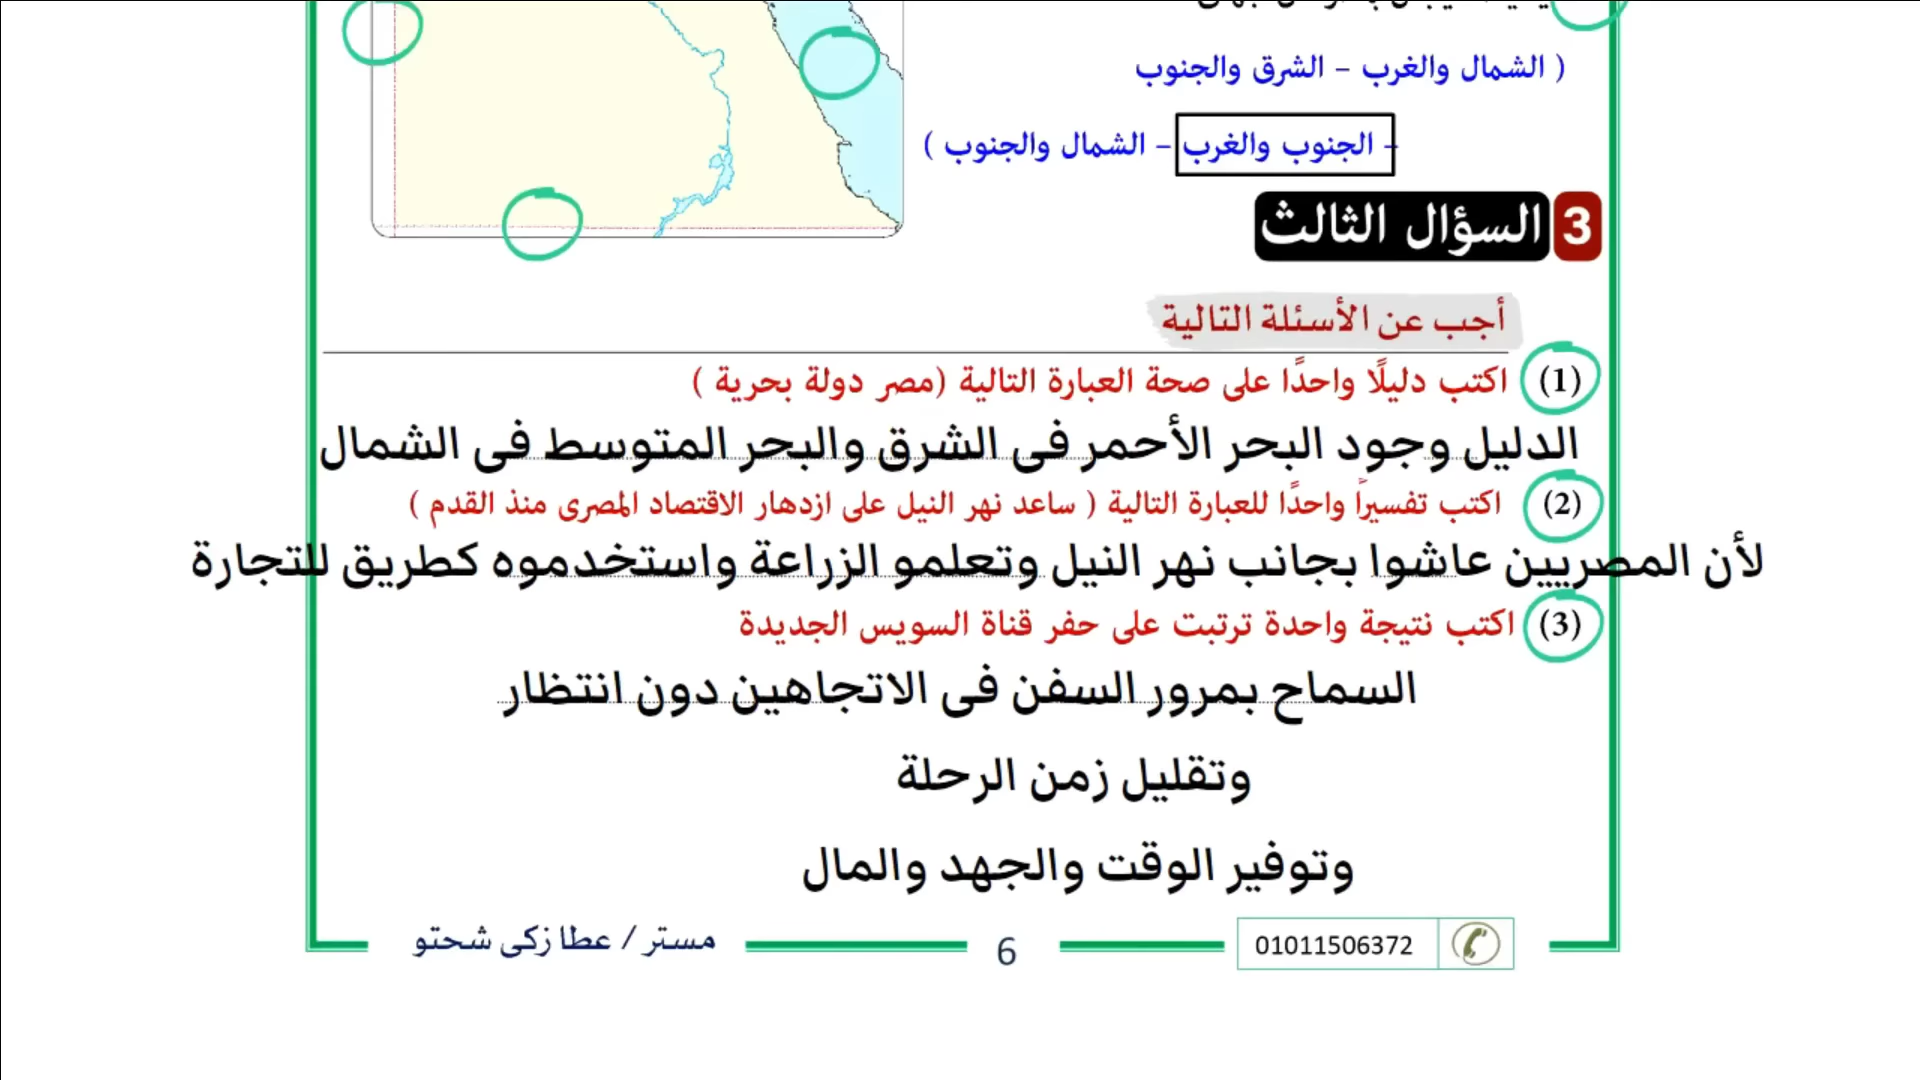 ( الشمال والغرب – الشرق والجنوب
- الجنوب والغرب – الشمال والجنوب )
3 السؤال الثالث
أجب عن الأسئلة التالية
(1) اكتب دليلًا واحدًا على صحة العبارة التالية (مصر دولة بحرية )
الدليل وجود البحر الأحمر فى الشرق والبحر المتوسط فى الشمال
(2) اكتب تفسيراً واحدًا للعبارة التالية ( ساعد نهر النيل على ازدهار الاقتصاد المصرى منذ القدم )
لأن المصريين عاشوا بجانب نهر النيل وتعلمو الزراعة واستخدموه كطريق للتجارة
(3) اكتب نتيجة واحدة ترتبت على حفر قناة السويس الجديدة
السماح بمرور السفن فى الاتجاهين دون انتظار
وتقليل زمن الرحلة
وتوفير الوقت والجهد والمال
01011506372
6
مستر / عطا زكى شحتو